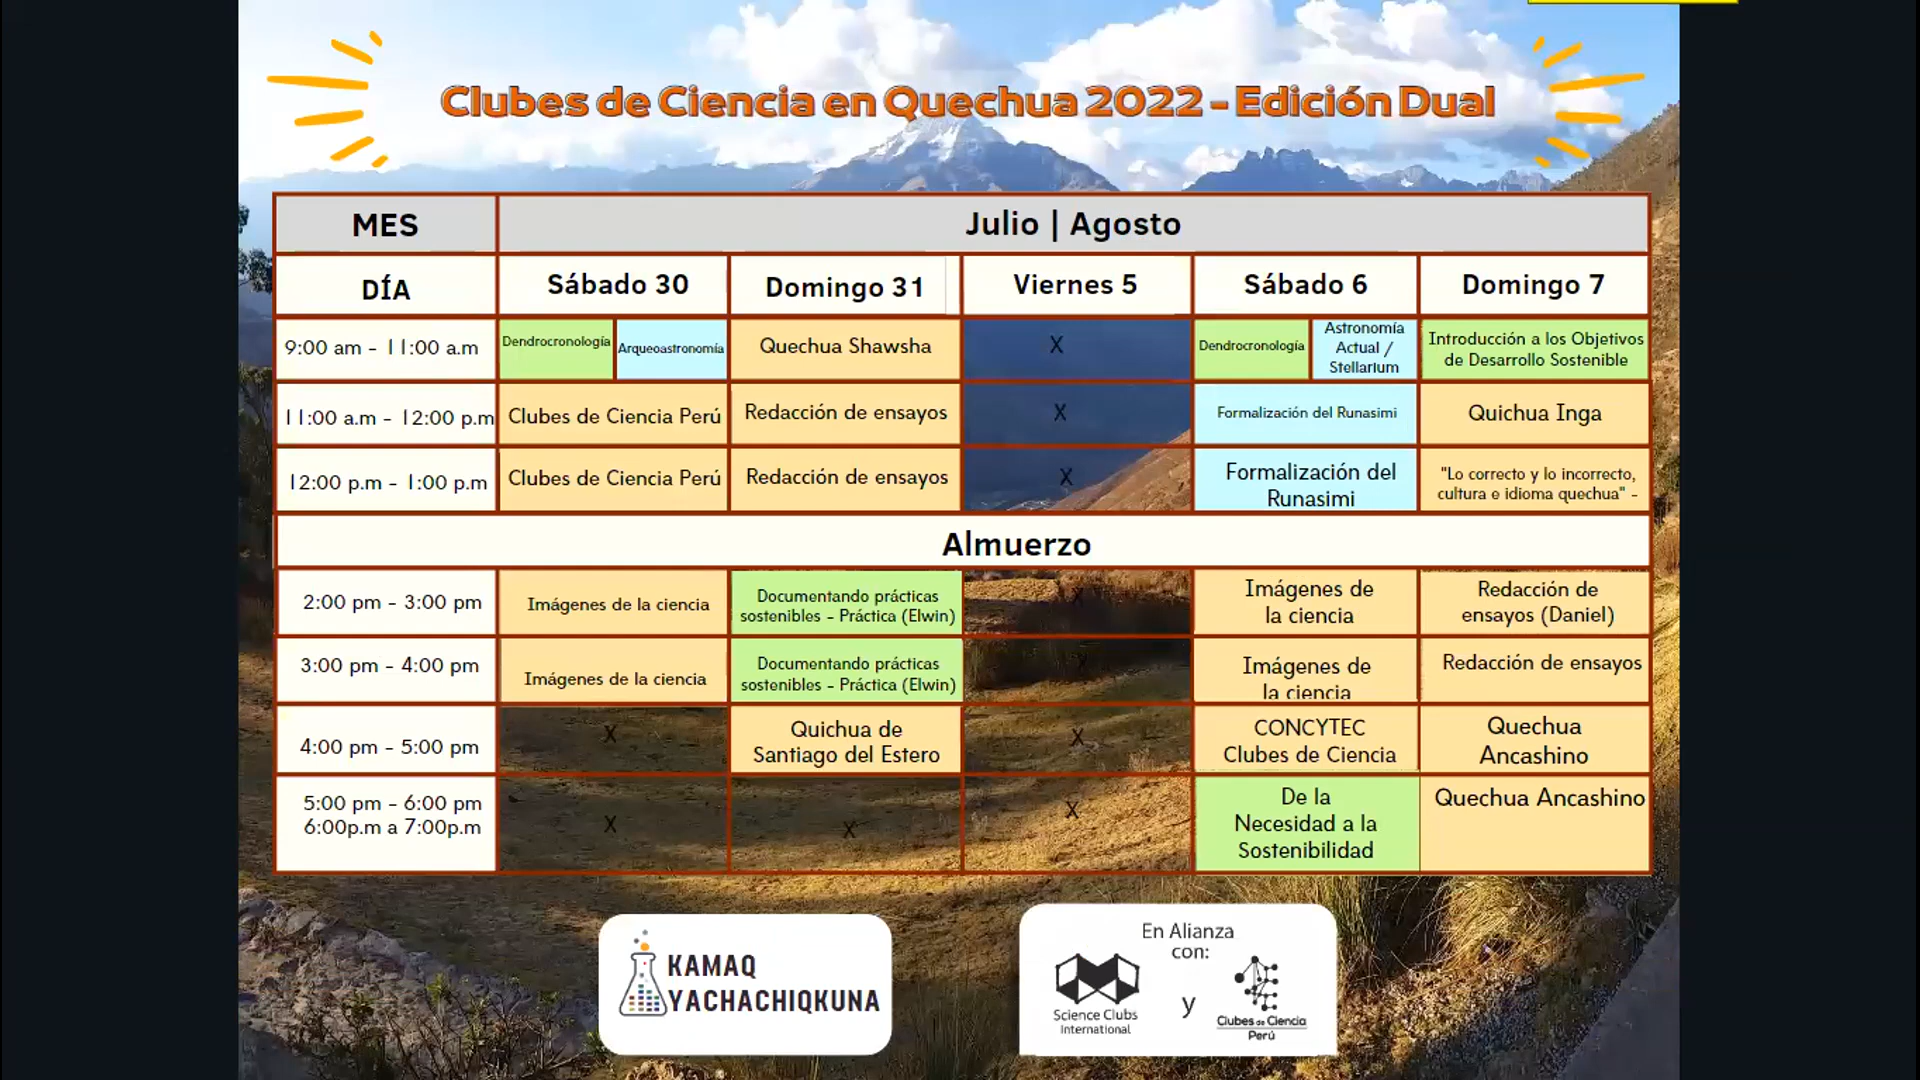 Clubes de Ciencia en Quechua 2022 - Edición Dual
MES
Julio | Agosto
DÍA
Sábado 30
Domingo 31
Viernes 5
Sábado 6
Domingo 7
9:00 am - 11:00 a.m
Dendrocronología
Arqueoastronomía
Quechua Shawsha
X
Dendrocronología
Astronomía
Actual /
Stellarium
Introducción a los Objetivos
de Desarrollo Sostenible
11:00 a.m - 12:00 p.m
Clubes de Ciencia Perú
Redacción de ensayos
X
Formalización del Runasimi
Quichua Inga
12:00 p.m - 1:00 p.m
Clubes de Ciencia Perú
Redacción de ensayos
X
Formalización del
Runasimi
"Lo correcto y lo incorrecto,
cultura e idioma quechua" -
Almuerzo
2:00 pm - 3:00 pm
Imágenes de la ciencia
Documentando prácticas
sostenibles - Práctica (Elwin)
X
Imágenes de
la ciencia
Redacción de
ensayos (Daniel)
3:00 pm - 4:00 pm
Imágenes de la ciencia
Documentando prácticas
sostenibles - Práctica (Elwin)
X
Imágenes de
la ciencia
Redacción de ensayos
4:00 pm - 5:00 pm
X
Quichua de
Santiago del Estero
X
CONCYTEC
Clubes de Ciencia
Quechua
Ancashino
5:00 pm - 6:00 pm
6:00p.m a 7:00p.m
X
X
X
De la
Necesidad a la
Sostenibilidad
Quechua Ancashino
KAMAQ
YACHACHIQKUNA
En Alianza
con:
Science Clubs
International
y
Clubes de Ciencia
Perú